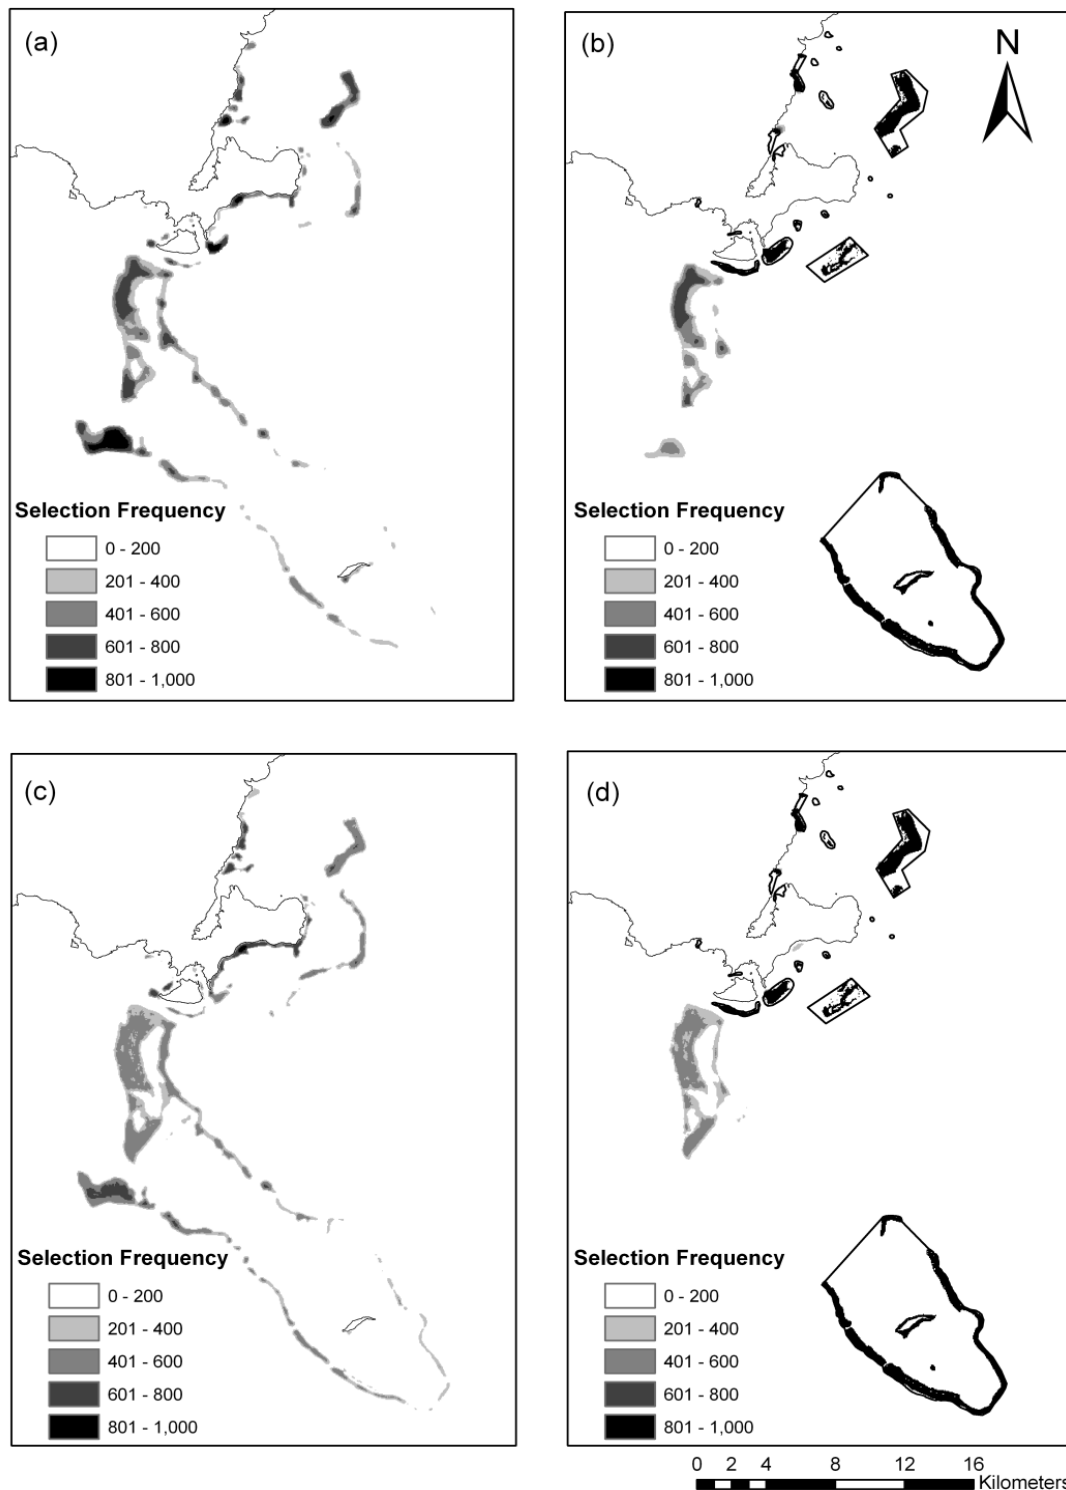 (a)
Selection Frequency
0 - 200
201 - 400
401 - 600
601 - 800
801 - 1,000
(b)
N
Selection Frequency
0 - 200
201 - 400
401 - 600
601 - 800
801 - 1,000
(c)
Selection Frequency
0 - 200
201 - 400
401 - 600
601 - 800
801 - 1,000
(d)
Selection Frequency
0 - 200
201 - 400
401 - 600
601 - 800
801 - 1,000
0 2 4 8 12 16
Kilometers